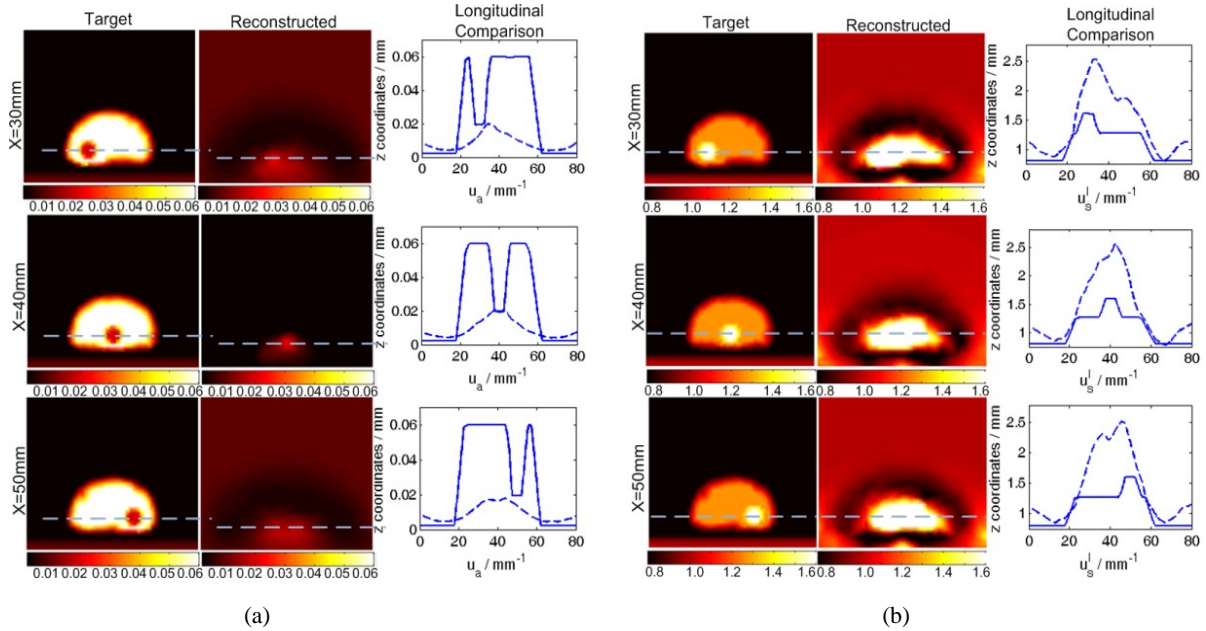 Target Reconstructed Longitudinal Comparison
X=30mm
z coordinates / mm
0.06
0.04
0.02
0
0 20 40 60 80
u_a / mm^-1
0.01 0.02 0.03 0.04 0.05 0.06 0.01 0.02 0.03 0.04 0.05 0.06
X=40mm
z coordinates / mm
0.06
0.04
0.02
0
0 20 40 60 80
u_a / mm^-1
0.01 0.02 0.03 0.04 0.05 0.06 0.01 0.02 0.03 0.04 0.05 0.06
X=50mm
z coordinates / mm
0.06
0.04
0.02
0
0 20 40 60 80
u_a / mm^-1
0.01 0.02 0.03 0.04 0.05 0.06 0.01 0.02 0.03 0.04 0.05 0.06
(a)
Target Reconstructed Longitudinal Comparison
X=30mm
z coordinates / mm
2.5
2
1.5
1
0 20 40 60 80
u_s^l / mm^-1
0.8 1.0 1.2 1.4 1.6 0.8 1.0 1.2 1.4 1.6
X=40mm
z coordinates / mm
2.5
2
1.5
1
0 20 40 60 80
u_s^l / mm^-1
0.8 1.0 1.2 1.4 1.6 0.8 1.0 1.2 1.4 1.6
X=50mm
z coordinates / mm
2.5
2
1.5
1
0 20 40 60 80
u_s^l / mm^-1
0.8 1.0 1.2 1.4 1.6 0.8 1.0 1.2 1.4 1.6
(b)